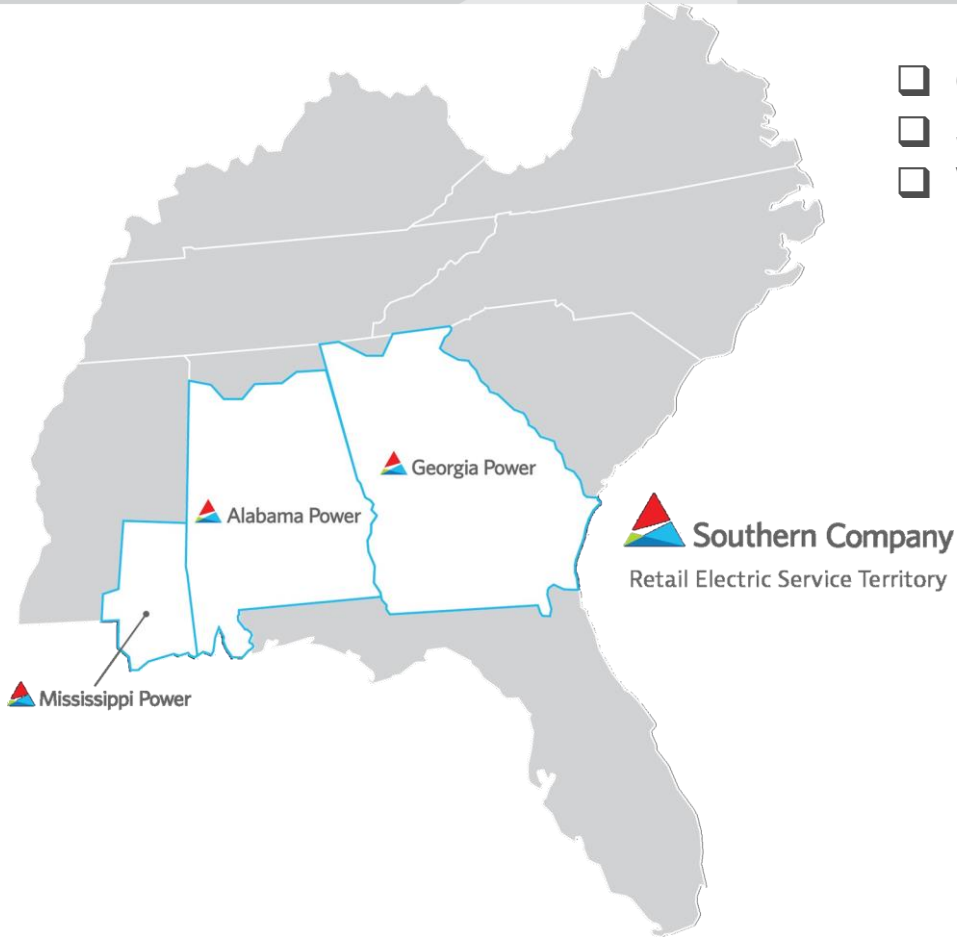 Georgia Power
Alabama Power
Southern Company
Retail Electric Service Territory
Mississippi Power